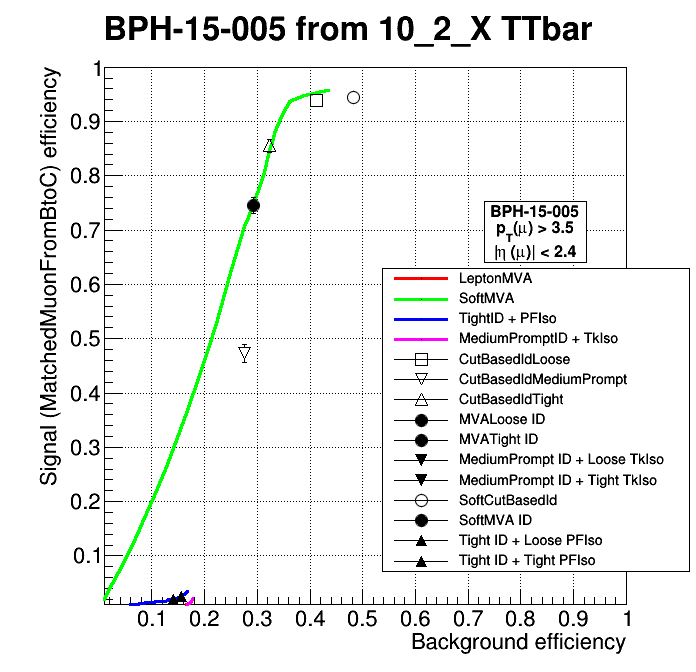 BPH-15-005 from 10_2_X TTbar
Signal (MatchedMuonFromBtoC) efficiency
1
0.9
0.8
0.7
0.6
0.5
0.4
0.3
0.2
0.1
BPH-15-005
pT(μ) > 3.5
|η (μ)| < 2.4
LeptonMVA
SoftMVA
TightID + PFIso
MediumPromptID + TkIso
CutBasedIdLoose
CutBasedIdMediumPrompt
CutBasedIdTight
MVALoose ID
MVATight ID
MediumPrompt ID + Loose TkIso
MediumPrompt ID + Tight TkIso
SoftCutBasedId
SoftMVA ID
Tight ID + Loose PFIso
Tight ID + Tight PFIso
0.1 0.2 0.3 0.4 0.5 0.6 0.7 0.8 0.9 1
Background efficiency